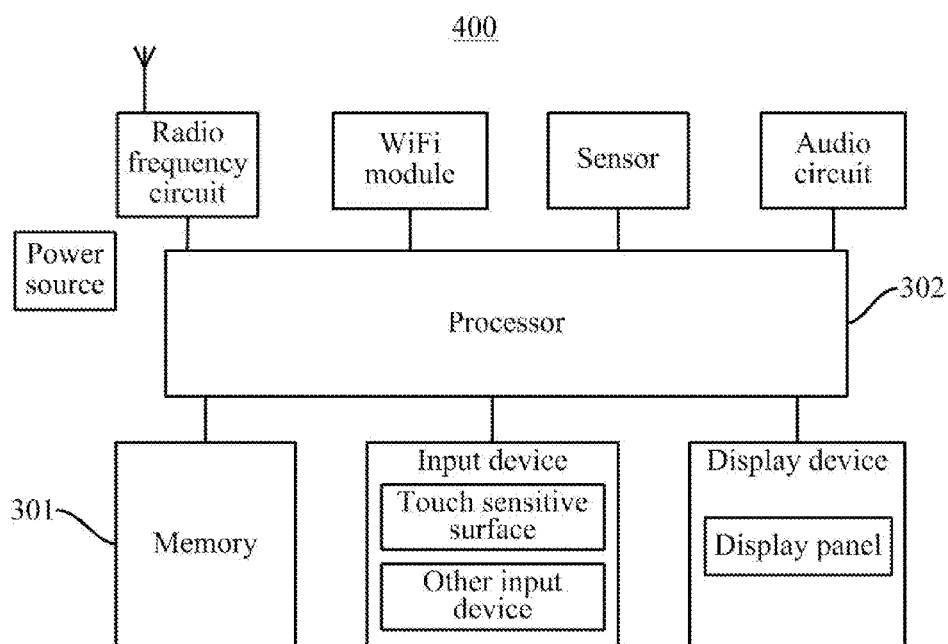 400
Radio
frequency
circuit
WiFi
module
Sensor
Audio
circuit
Power
source
Processor
302
301
Memory
Input device
Touch sensitive
surface
Other input
device
Display device
Display panel